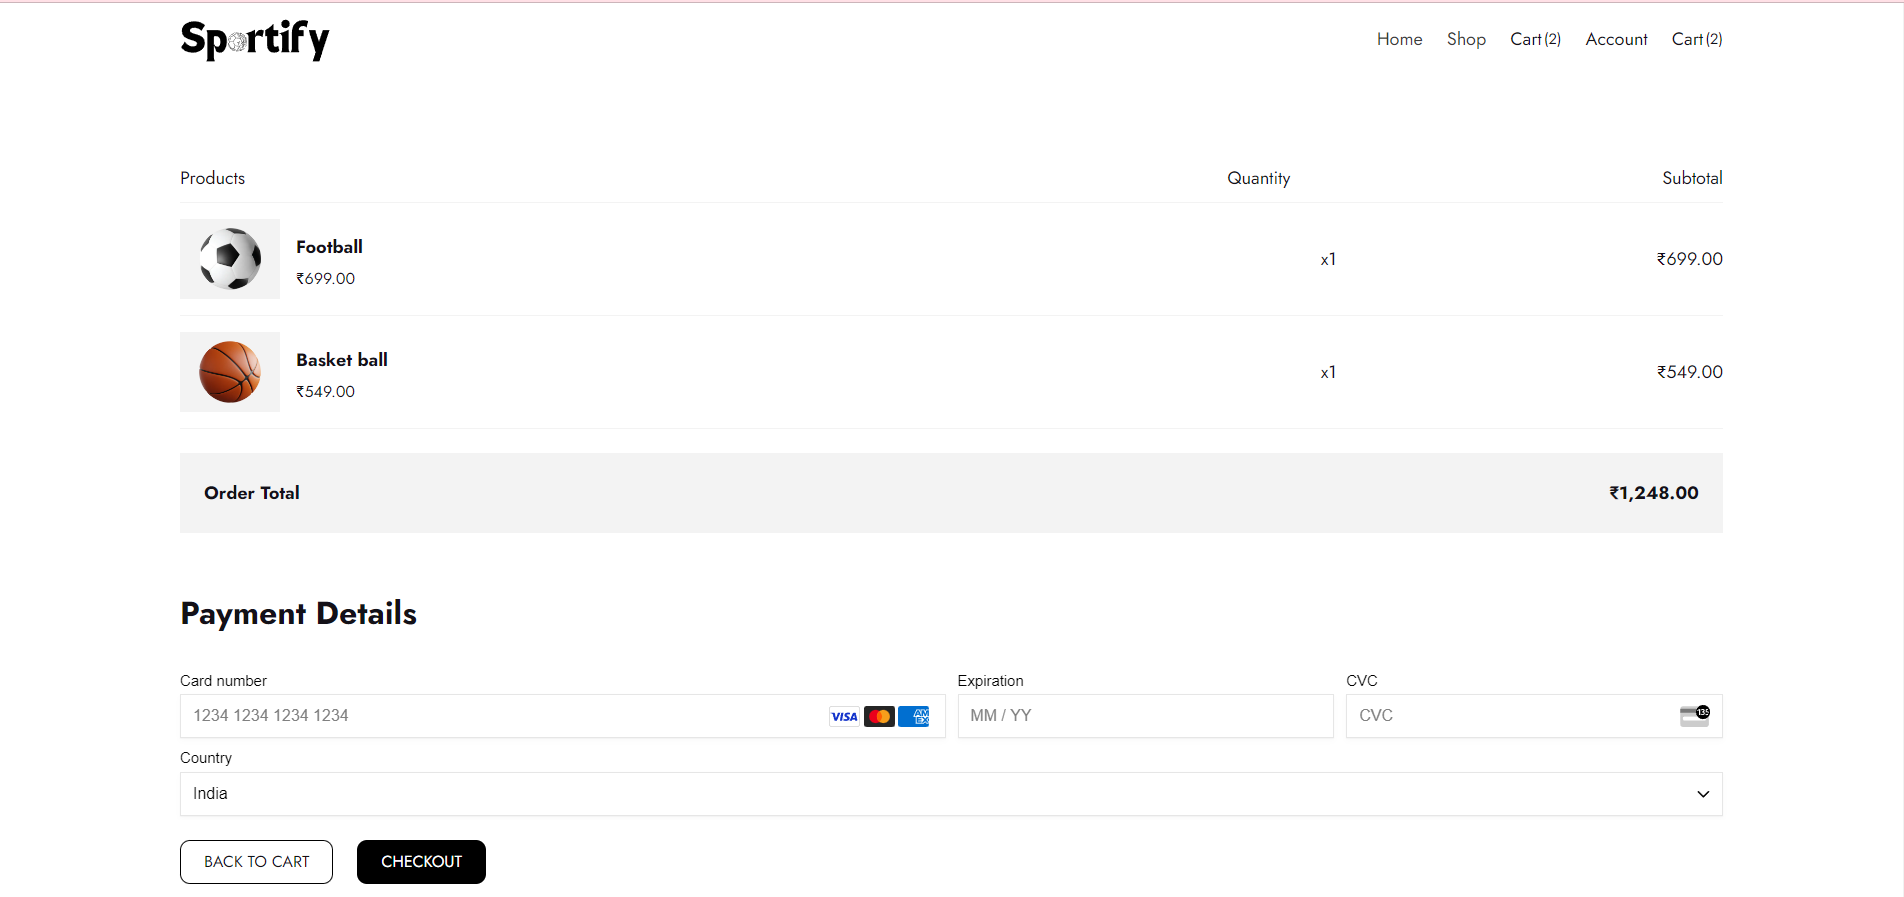 Sportify Home Shop Cart (2) Account Cart (2)
Products Quantity Subtotal
Football
₹699.00
x1 ₹699.00
Basket ball
₹549.00
x1 ₹549.00
Order Total ₹1,248.00
Payment Details
Card number Expiration CVC
1234 1234 1234 1234 VISA AMEX MM / YY CVC 135
Country
India
BACK TO CART CHECKOUT